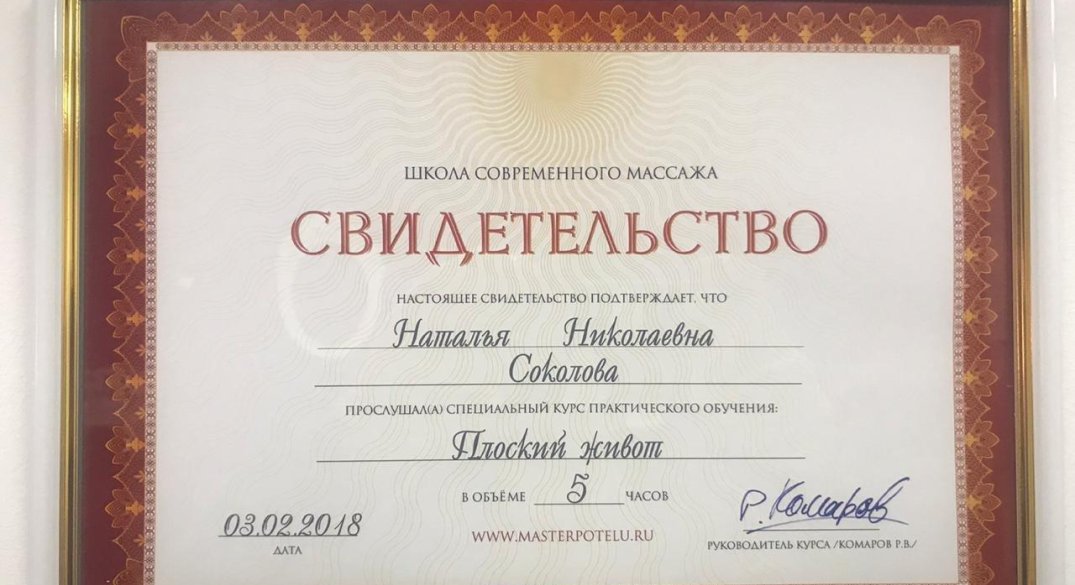 ШКОЛА СОВРЕМЕННОГО МАССАЖА
СВИДЕТЕЛЬСТВО
НАСТОЯЩЕЕ СВИДЕТЕЛЬСТВО ПОДТВЕРЖДАЕТ, ЧТО
Наталья Николаевна
Соколова
ПРОСЛУШАЛ(А) СПЕЦИАЛЬНЫЙ КУРС ПРАКТИЧЕСКОГО ОБУЧЕНИЯ:
Плоский живот
В ОБЪЁМЕ 5 ЧАСОВ
Р. Комаров
03.02.2018
WWW.MASTERPOTELU.RU
ДАТА
РУКОВОДИТЕЛЬ КУРСА /КОМАРОВ Р.В./